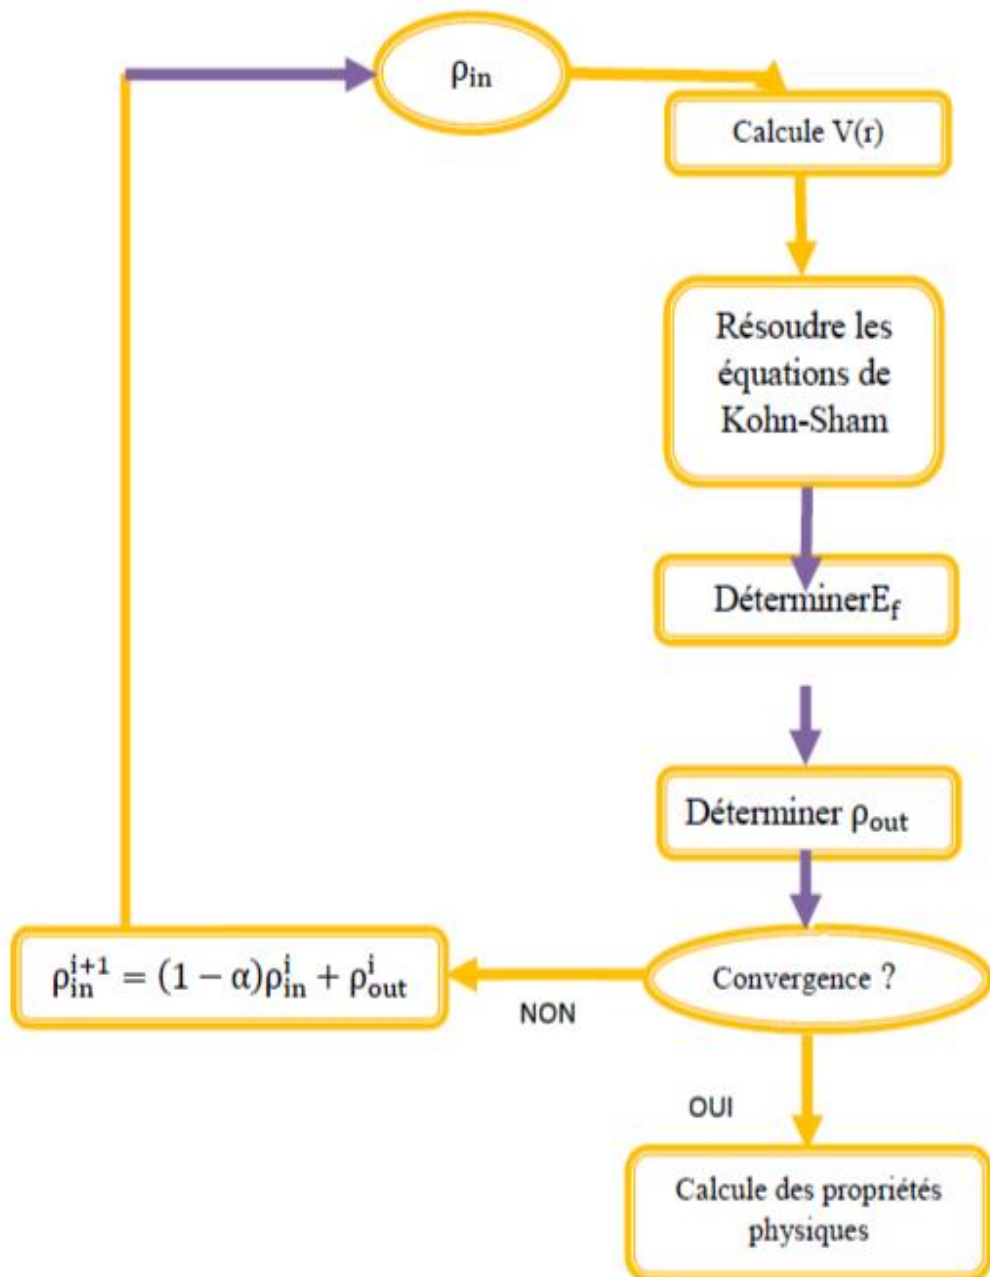 ρin
Calcule V(r)
Résoudre les
équations de
Kohn-Sham
DéterminerEf
Déterminer ρout
Convergence ?
ρin^i+1 = (1 − α)ρin^i + ρout^i
NON
OUI
Calcule des propriétés
physiques